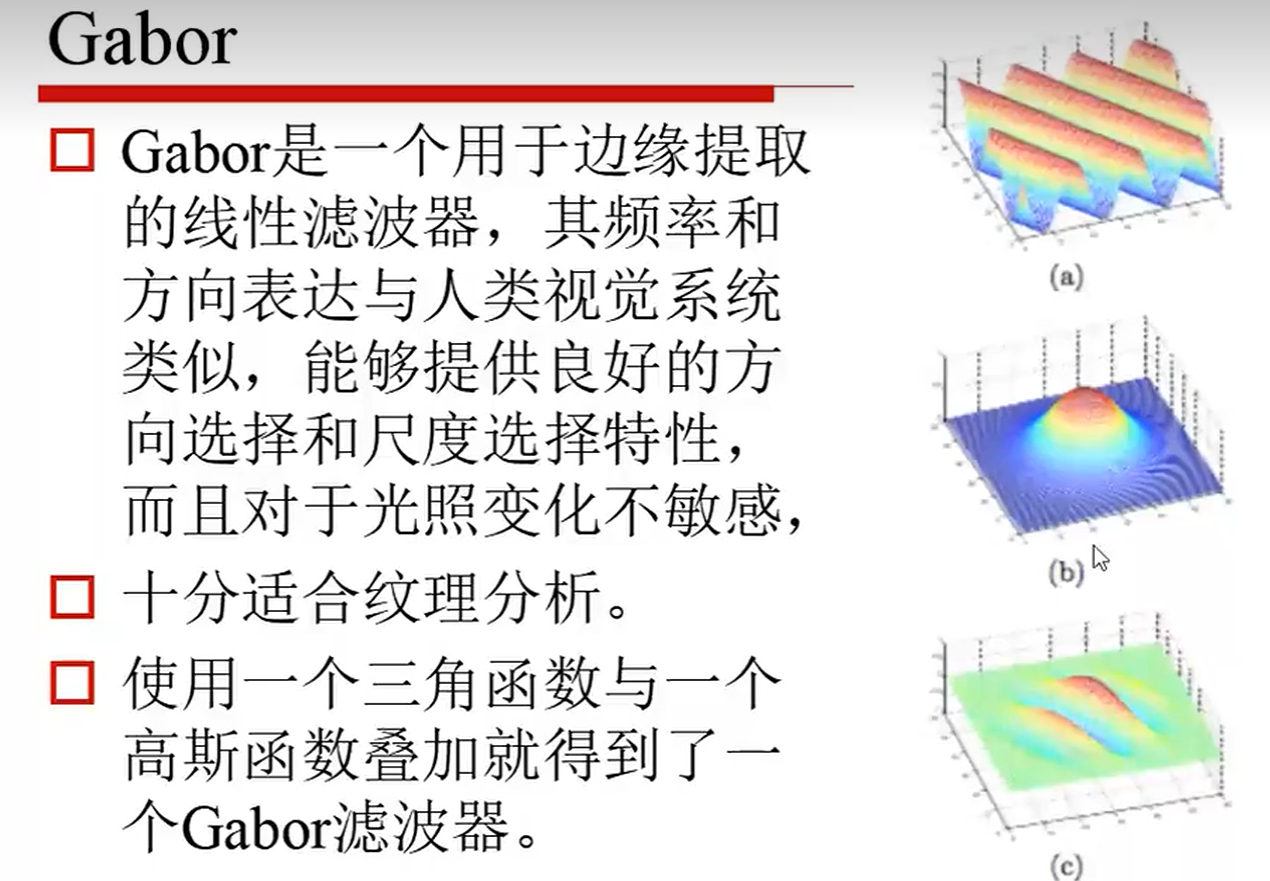 Gabor
Gabor是一个用于边缘提取
的线性滤波器，其频率和
方向表达与人类视觉系统
类似，能够提供良好的方
向选择和尺度选择特性，
而且对于光照变化不敏感，
十分适合纹理分析。
使用一个三角函数与一个
高斯函数叠加就得到了一
个Gabor滤波器。
(a)
(b)
(c)